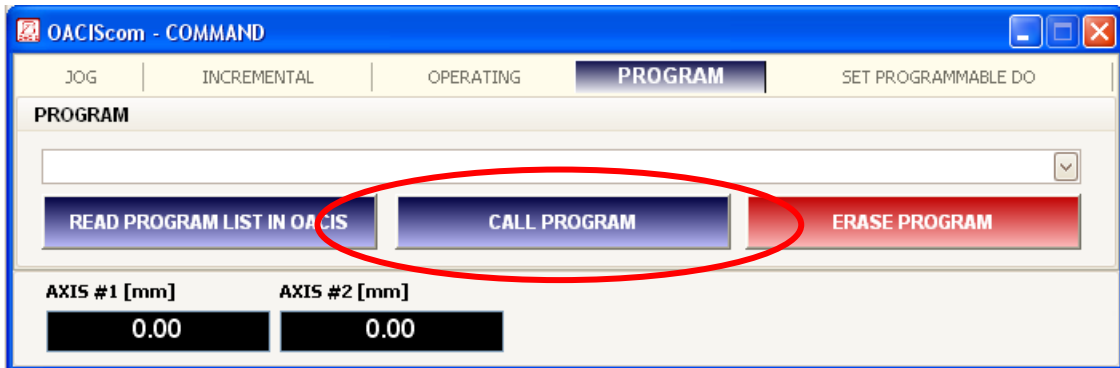 OACIScom - COMMAND
JOG INCREMENTAL OPERATING PROGRAM SET PROGRAMMABLE DO
PROGRAM
READ PROGRAM LIST IN OACIS CALL PROGRAM ERASE PROGRAM
AXIS #1 [mm] AXIS #2 [mm]
0.00 0.00